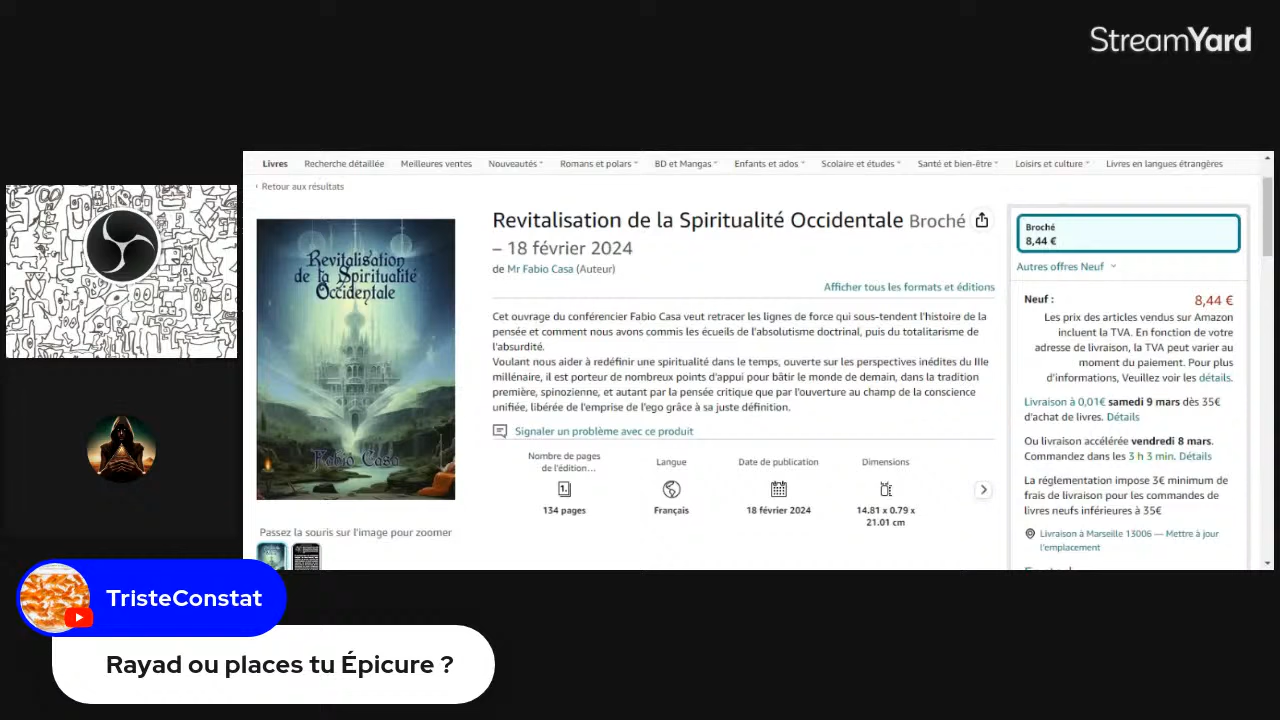 StreamYard
Livres Recherche détaillée Meilleures ventes Nouveautés Romans et polars BD et Mangas Enfants et ados Scolaire et études Santé et bien-être Loisirs et culture Livres en langues étrangères
‹ Retour aux résultats
Revitalisation
de la Spiritualité
Occidentale
Fabio Casa
Passez la souris sur l'image pour zoomer
Revitalisation de la Spiritualité Occidentale Broché
– 18 février 2024
de Mr Fabio Casa (Auteur)
Afficher tous les formats et éditions
Cet ouvrage du conférencier Fabio Casa veut retracer les lignes de force qui sous-tendent l'histoire de la
pensée et comment nous avons commis les écueils de l'absolutisme doctrinal, puis du totalitarisme de
l'absurdité.
Voulant nous aider à redéfinir une spiritualité dans le temps, ouverte sur les perspectives inédites du IIIe
millénaire, il est porteur de nombreux points d'appui pour bâtir le monde de demain, dans la tradition
première, spinozienne, et autant par la pensée critique que par l'ouverture au champ de la conscience
unifiée, libérée de l'emprise de l'ego grâce à sa juste définition.
Signaler un problème avec ce produit
Nombre de pages
de l'édition…
134 pages
Langue
Français
Date de publication
18 février 2024
Dimensions
14.81 x 0.79 x
21.01 cm
Broché
8,44 €
Autres offres Neuf
Neuf : 8,44 €
Les prix des articles vendus sur Amazon
incluent la TVA. En fonction de votre
adresse de livraison, la TVA peut varier au
moment du paiement. Pour plus
d'informations, Veuillez voir les détails.
Livraison à 0,01€ samedi 9 mars dès 35€
d'achat de livres. Détails
Ou livraison accélérée vendredi 8 mars.
Commandez dans les 3 h 3 min. Détails
La réglementation impose 3€ minimum de
frais de livraison pour les commandes de
livres neufs inférieures à 35€
Livraison à Marseille 13006 — Mettre à jour
l'emplacement
TristeConstat
Rayad ou places tu Épicure ?